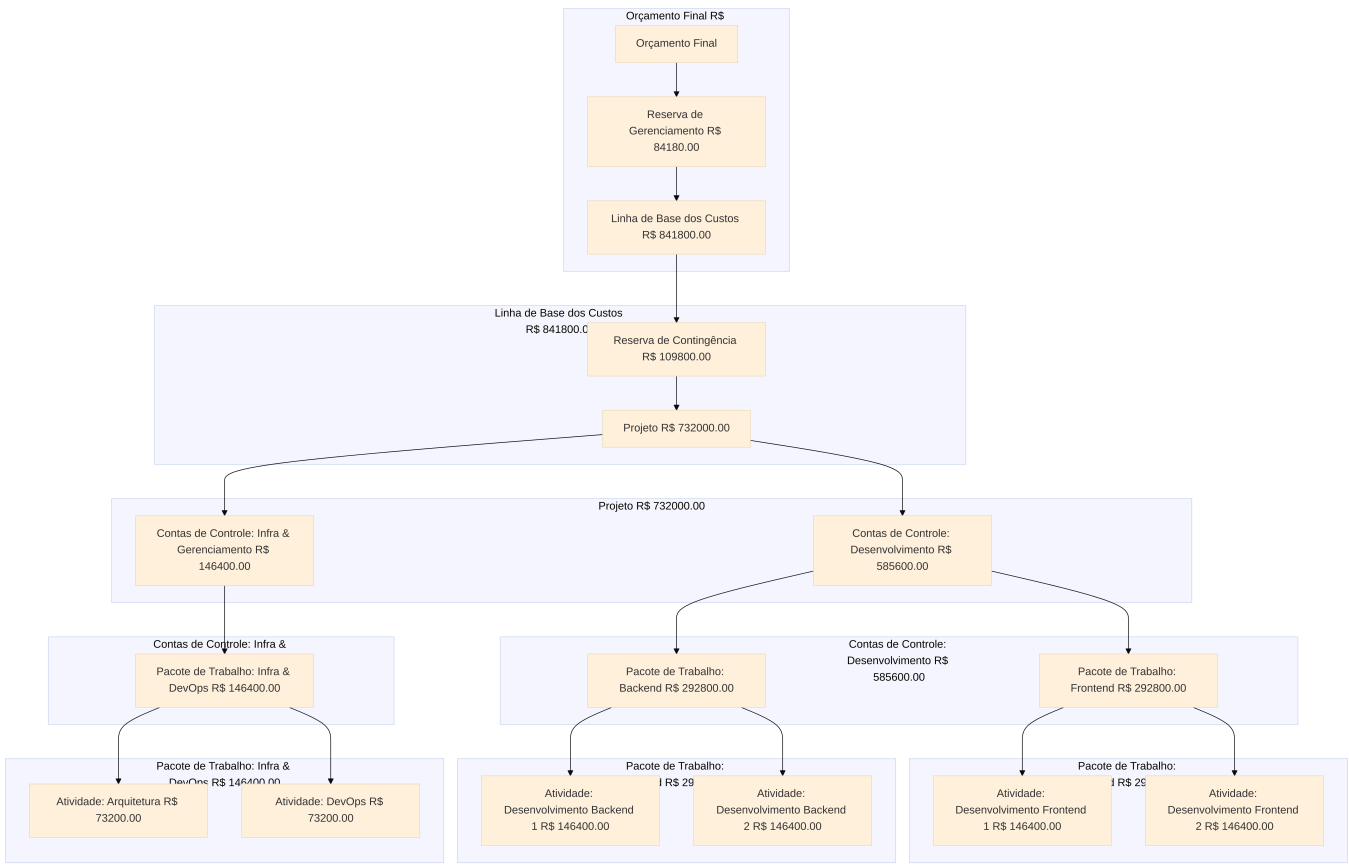 Orçamento Final R$
Orçamento Final
Reserva de
Gerenciamento R$
84180.00
Linha de Base dos Custos
R$ 841800.00
Linha de Base dos Custos
R$ 841800.0
Reserva de Contingência
R$ 109800.00
Projeto R$ 732000.00
Projeto R$ 732000.00
Contas de Controle: Infra &
Gerenciamento R$
146400.00
Contas de Controle:
Desenvolvimento R$
585600.00
Contas de Controle: Infra &
Pacote de Trabalho: Infra &
DevOps R$ 146400.00
Contas de Controle:
Desenvolvimento R$
585600.00
Pacote de Trabalho:
Backend R$ 292800.00
Pacote de Trabalho:
Frontend R$ 292800.00
Pacote de Trabalho: Infra &
DevOps R$ 146400.00
Atividade: Arquitetura R$
73200.00
Atividade: DevOps R$
73200.00
Pacote de Trabalho:
d R$ 29
Atividade:
Desenvolvimento Backend
1 R$ 146400.00
Atividade:
Desenvolvimento Backend
2 R$ 146400.00
Pacote de Trabalho:
d R$ 29
Atividade:
Desenvolvimento Frontend
1 R$ 146400.00
Atividade:
Desenvolvimento Frontend
2 R$ 146400.00